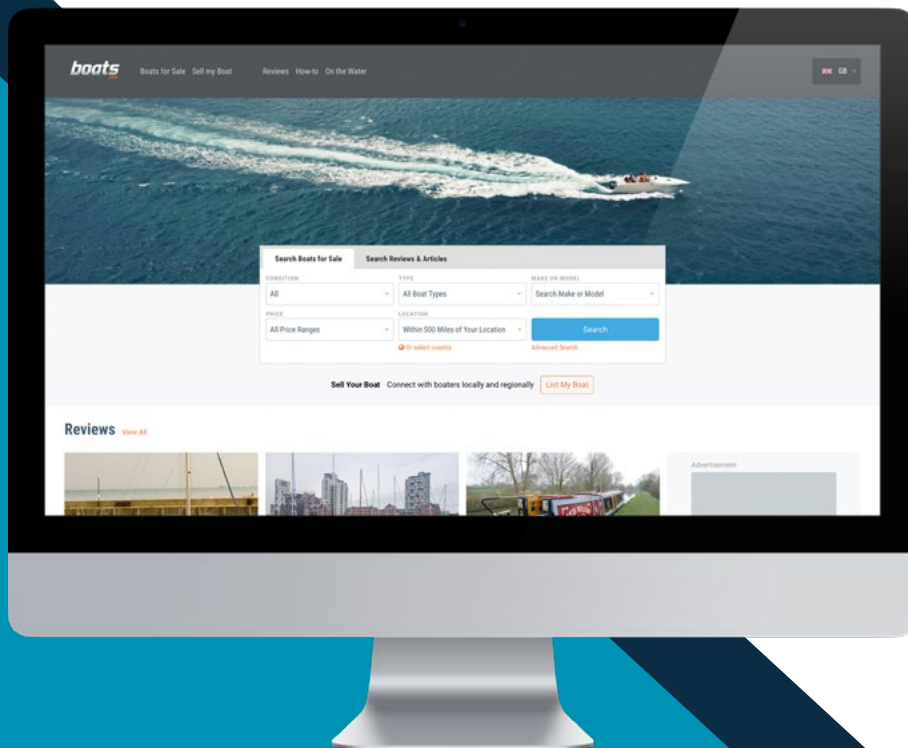 boats
.com
Boats for Sale Sell my Boat Reviews How-to On the Water GB
Search Boats for Sale Search Reviews & Articles
CONDITION TYPE MAKE OR MODEL
All All Boat Types Search Make or Model
PRICE LOCATION
All Price Ranges Within 500 Miles of Your Location Search
Or select country Advanced Search
Sell Your Boat Connect with boaters locally and regionally List My Boat
Reviews View All
Advertisement